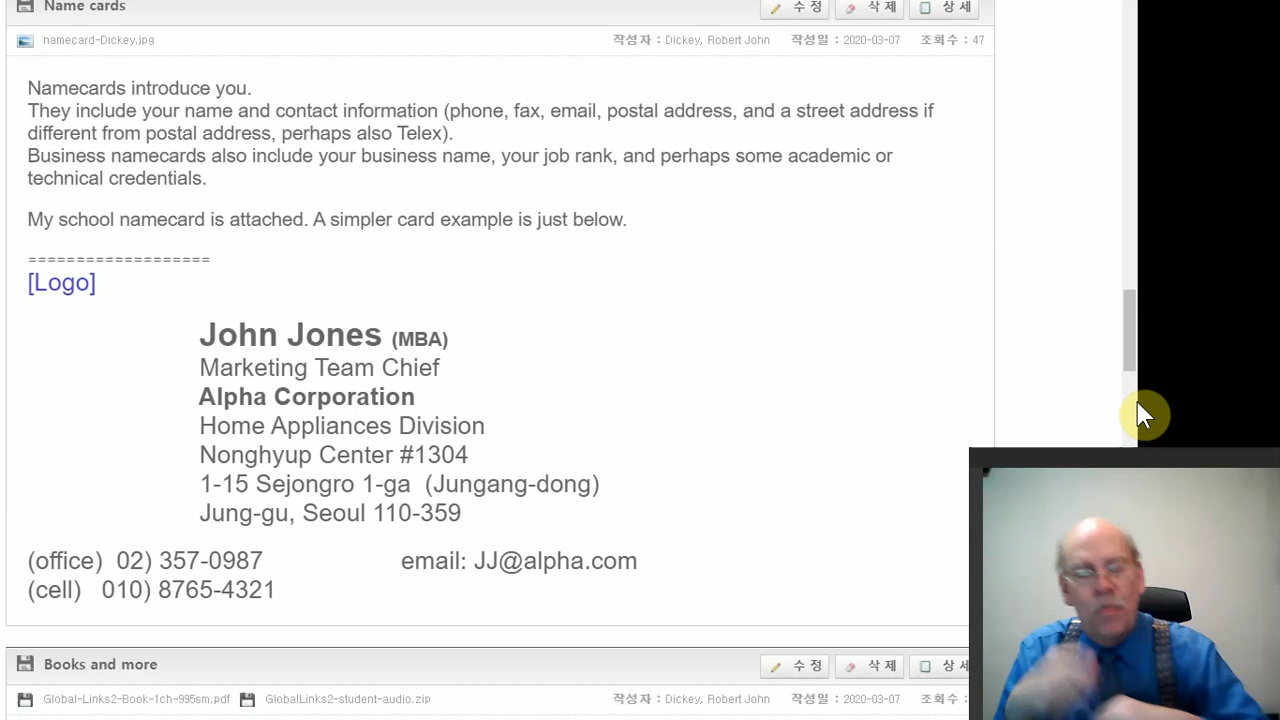 Name cards
수 정 삭 제 상 세
namecard-Dickey.jpg 작성자 : Dickey, Robert John 작성일 : 2020-03-07 조회수 : 47
Namecards introduce you.
They include your name and contact information (phone, fax, email, postal address, and a street address if
different from postal address, perhaps also Telex).
Business namecards also include your business name, your job rank, and perhaps some academic or
technical credentials.
My school namecard is attached. A simpler card example is just below.
===================
[Logo]
John Jones (MBA)
Marketing Team Chief
Alpha Corporation
Home Appliances Division
Nonghyup Center #1304
1-15 Sejongro 1-ga (Jungang-dong)
Jung-gu, Seoul 110-359
(office) 02) 357-0987 email: JJ@alpha.com
(cell) 010) 8765-4321
Books and more
수 정 삭 제 상 세
Global-Links2-Book-1ch-995sm.pdf GlobalLinks2-student-audio.zip 작성자 : Dickey, Robert John 작성일 : 2020-03-07 조회수 :